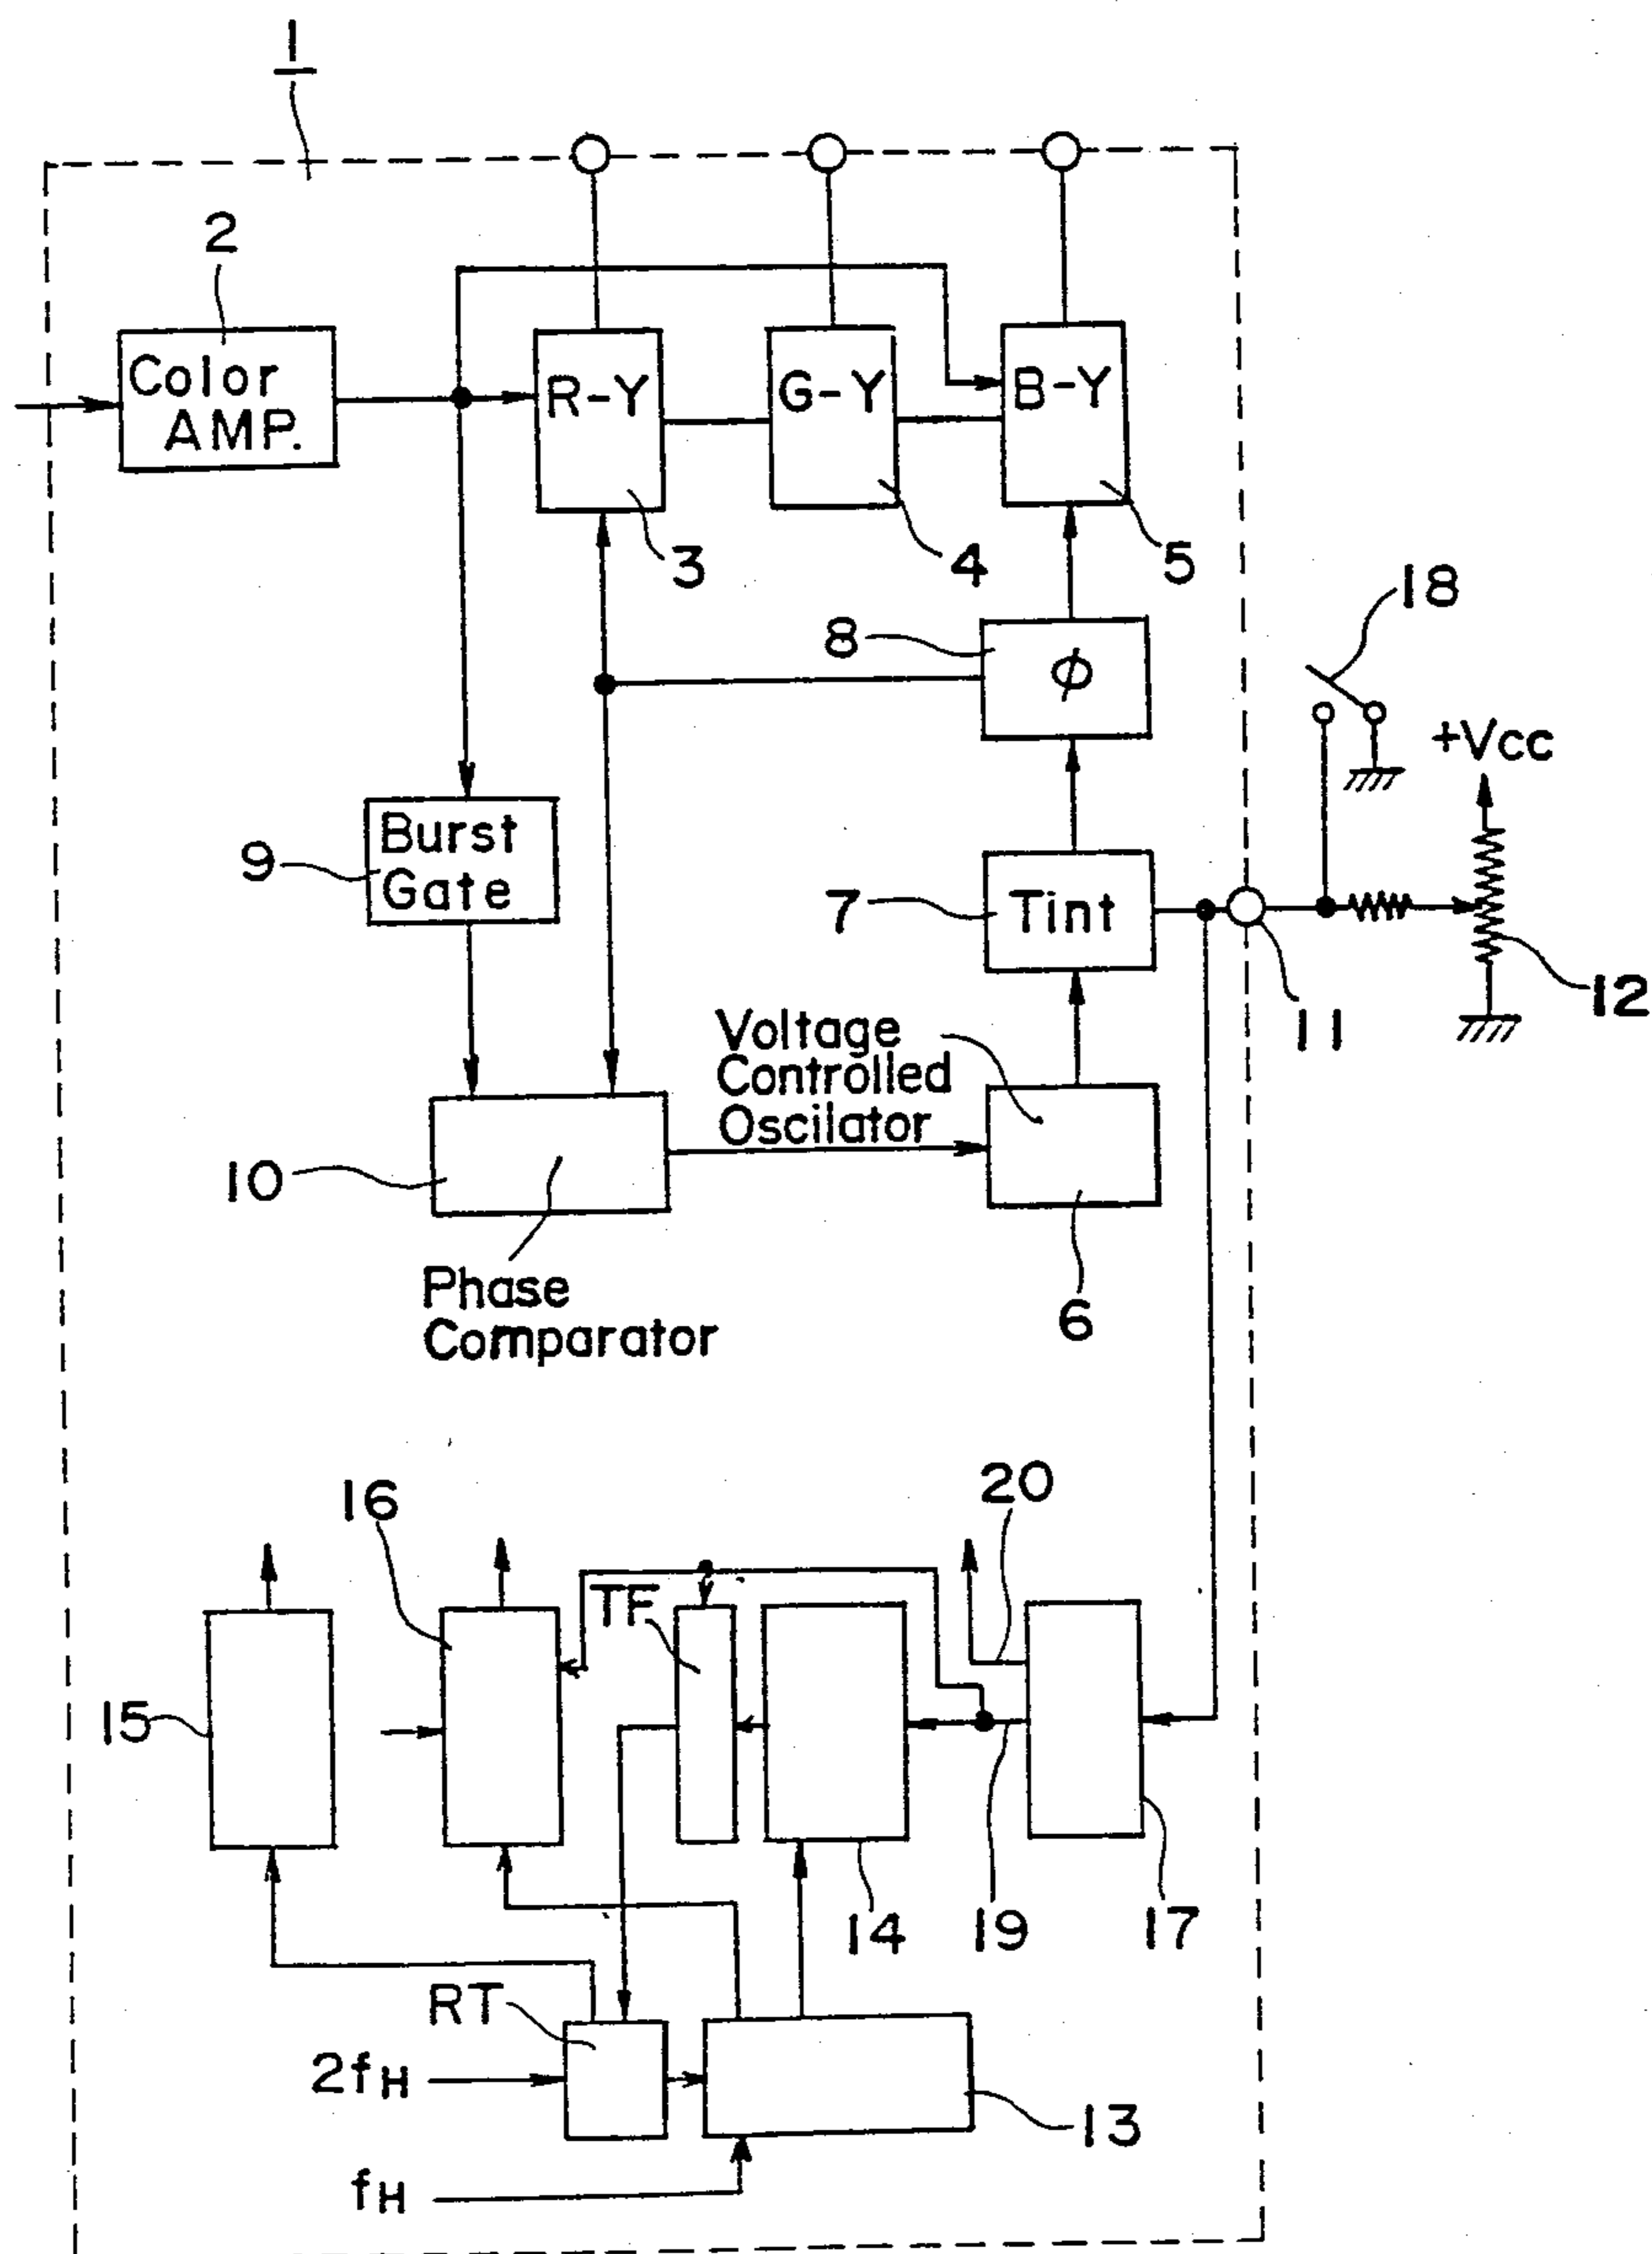 1
2
Color
AMP.
R-Y
G-Y
B-Y
3
4
5
18
8
ϕ
+Vcc
Burst
Gate
9
7
Tint
12
11
Voltage
Controlled
Oscilator
10
6
Phase
Comparator
20
16
TF
15
14
19
17
RT
2fH
13
fH